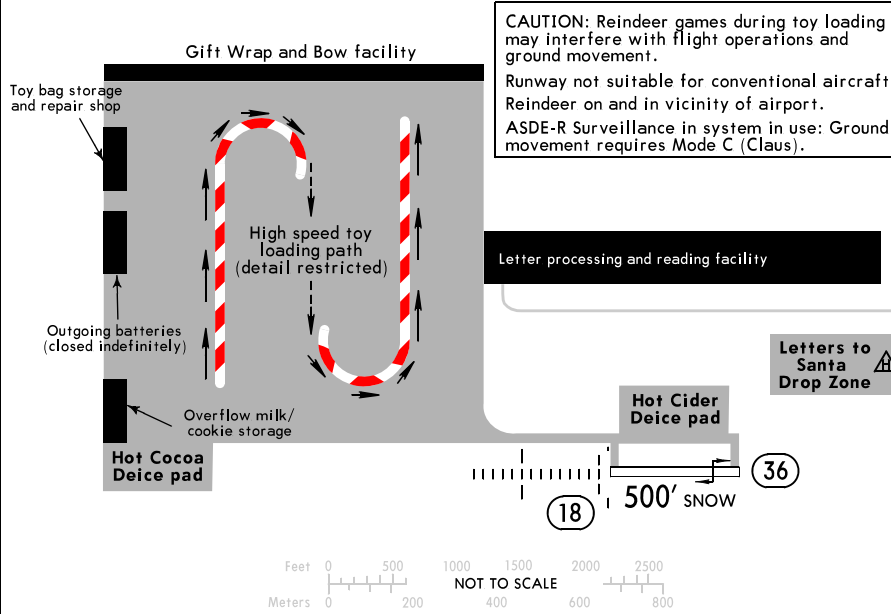 CAUTION: Reindeer games during toy loading
may interfere with flight operations and
ground movement.
Runway not suitable for conventional aircraft
Reindeer on and in vicinity of airport.
ASDE-R Surveillance in system in use: Ground
movement requires Mode C (Claus).
Gift Wrap and Bow facility
Toy bag storage
and repair shop
High speed toy
loading path
(detail restricted)
Letter processing and reading facility
Outgoing batteries
(closed indefinitely)
Letters to
Santa
Drop Zone
H
Overflow milk/
cookie storage
Hot Cider
Deice pad
Hot Cocoa
Deice pad
36
18
500' SNOW
Feet 0 500 1000 1500 2000 2500
NOT TO SCALE
Meters 0 200 400 600 800